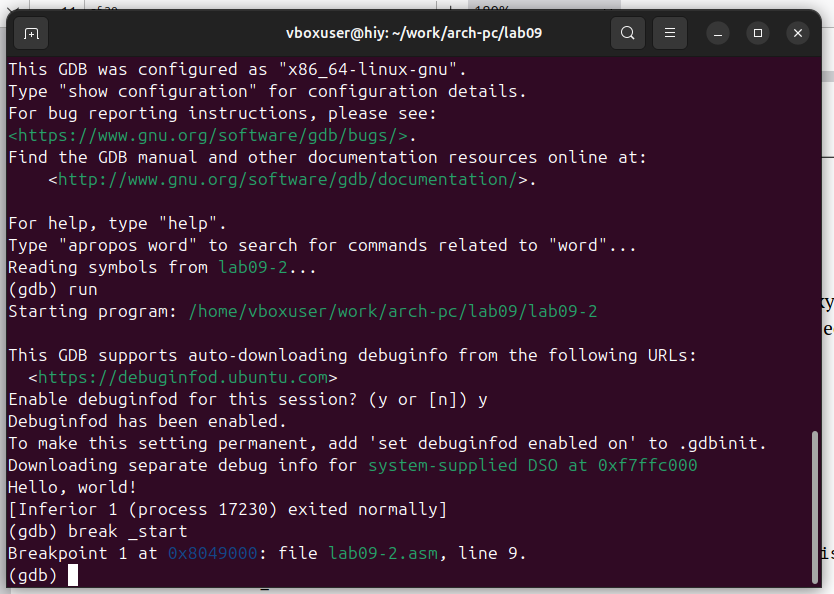 vboxuser@hiy: ~/work/arch-pc/lab09
This GDB was configured as "x86_64-linux-gnu".
Type "show configuration" for configuration details.
For bug reporting instructions, please see:
<https://www.gnu.org/software/gdb/bugs/>.
Find the GDB manual and other documentation resources online at:
    <http://www.gnu.org/software/gdb/documentation/>.

For help, type "help".
Type "apropos word" to search for commands related to "word"...
Reading symbols from lab09-2...
(gdb) run
Starting program: /home/vboxuser/work/arch-pc/lab09/lab09-2

This GDB supports auto-downloading debuginfo from the following URLs:
  <https://debuginfod.ubuntu.com>
Enable debuginfod for this session? (y or [n]) y
Debuginfod has been enabled.
To make this setting permanent, add 'set debuginfod enabled on' to .gdbinit.
Downloading separate debug info for system-supplied DSO at 0xf7ffc000
Hello, world!
[Inferior 1 (process 17230) exited normally]
(gdb) break _start
Breakpoint 1 at 0x8049000: file lab09-2.asm, line 9.
(gdb)